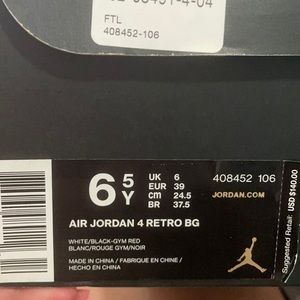 FTL
408452-106
6 5 Y
UK 6
EUR 39
cm 24.5
BR 37.5
408452 106
JORDAN.COM
AIR JORDAN 4 RETRO BG
WHITE/BLACK-GYM RED
BLANC/ROUGE GYM/NOIR
MADE IN CHINA / FABRIQUE EN CHINE /
HECHO EN CHINA
Suggested Retail: USD $140.00